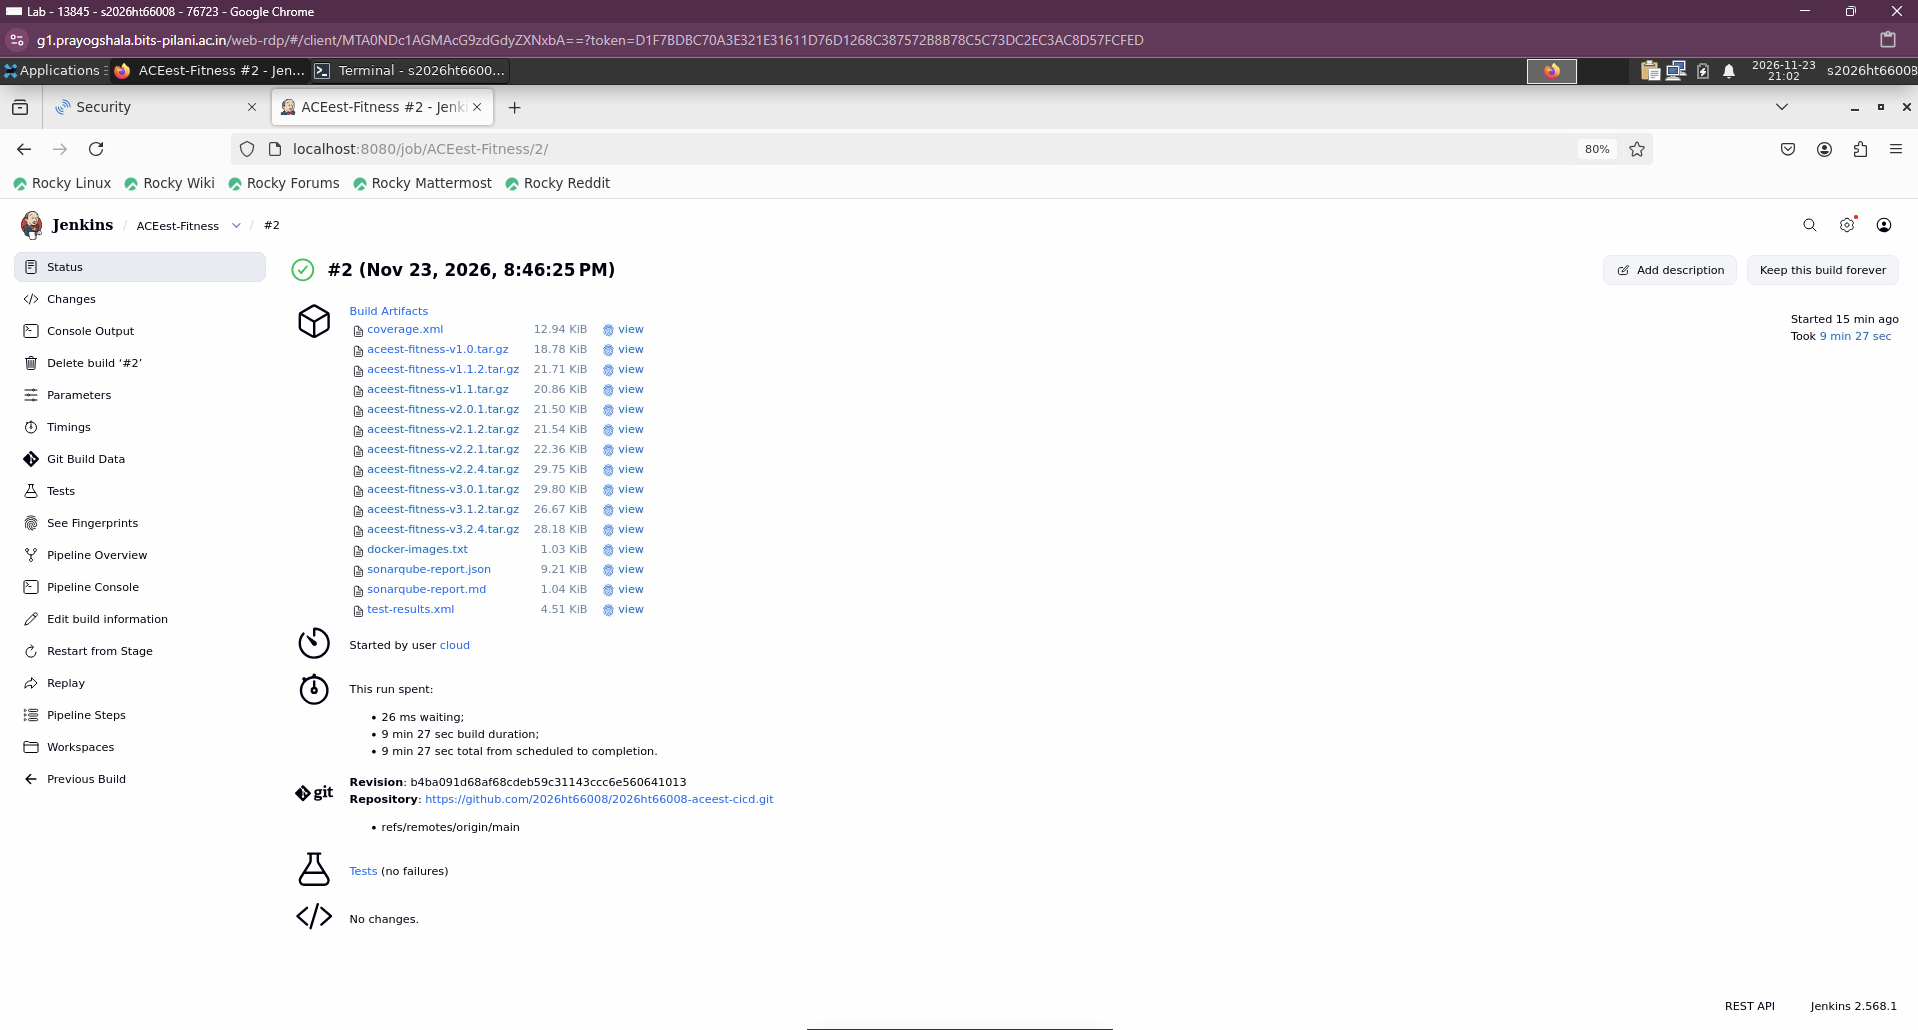 Lab - 13845 - s2026ht66008 - 76723 - Google Chrome
g1.prayogshala.bits-pilani.ac.in/web-rdp/#/client/MTA0NDc1AGMAcG9zdGdyZXNxbA==?token=D1F7BDBC70A3E321E31611D76D1268C387572B8B78C5C73DC2EC3AC8D57FCFED
Applications ACEest-Fitness #2 - Jen... Terminal - s2026ht6600... 2026-11-23 21:02 s2026ht66008
Security ACEest-Fitness #2 - Jenki
localhost:8080/job/ACEest-Fitness/2/ 80%
Rocky Linux Rocky Wiki Rocky Forums Rocky Mattermost Rocky Reddit
Jenkins / ACEest-Fitness / #2
Status
Changes
Console Output
Delete build ‘#2’
Parameters
Timings
Git Build Data
Tests
See Fingerprints
Pipeline Overview
Pipeline Console
Edit build information
Restart from Stage
Replay
Pipeline Steps
Workspaces
Previous Build
#2 (Nov 23, 2026, 8:46:25 PM)
Add description Keep this build forever
Started 15 min ago
Took 9 min 27 sec
Build Artifacts
coverage.xml 12.94 KiB view
aceest-fitness-v1.0.tar.gz 18.78 KiB view
aceest-fitness-v1.1.2.tar.gz 21.71 KiB view
aceest-fitness-v1.1.tar.gz 20.86 KiB view
aceest-fitness-v2.0.1.tar.gz 21.50 KiB view
aceest-fitness-v2.1.2.tar.gz 21.54 KiB view
aceest-fitness-v2.2.1.tar.gz 22.36 KiB view
aceest-fitness-v2.2.4.tar.gz 29.75 KiB view
aceest-fitness-v3.0.1.tar.gz 29.80 KiB view
aceest-fitness-v3.1.2.tar.gz 26.67 KiB view
aceest-fitness-v3.2.4.tar.gz 28.18 KiB view
docker-images.txt 1.03 KiB view
sonarqube-report.json 9.21 KiB view
sonarqube-report.md 1.04 KiB view
test-results.xml 4.51 KiB view
Started by user cloud
This run spent:
• 26 ms waiting;
• 9 min 27 sec build duration;
• 9 min 27 sec total from scheduled to completion.
git
Revision: b4ba091d68af68cdeb59c31143ccc6e560641013
Repository: https://github.com/2026ht66008/2026ht66008-aceest-cicd.git
• refs/remotes/origin/main
Tests (no failures)
No changes.
REST API Jenkins 2.568.1